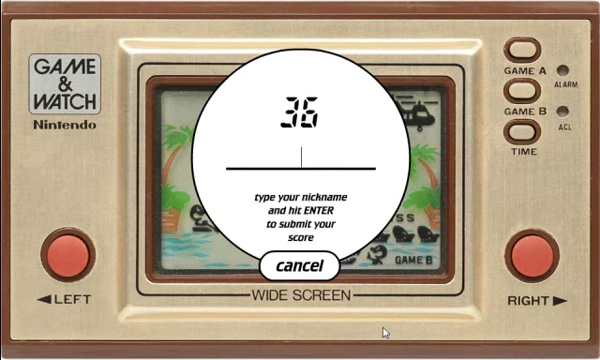 GAME
&
WATCH
Nintendo
36
type your nickname
and hit ENTER
to submit your
score
cancel
SS
GAME B
GAME A
ALARM
GAME B
ACL
TIME
◄LEFT
WIDE SCREEN
RIGHT►